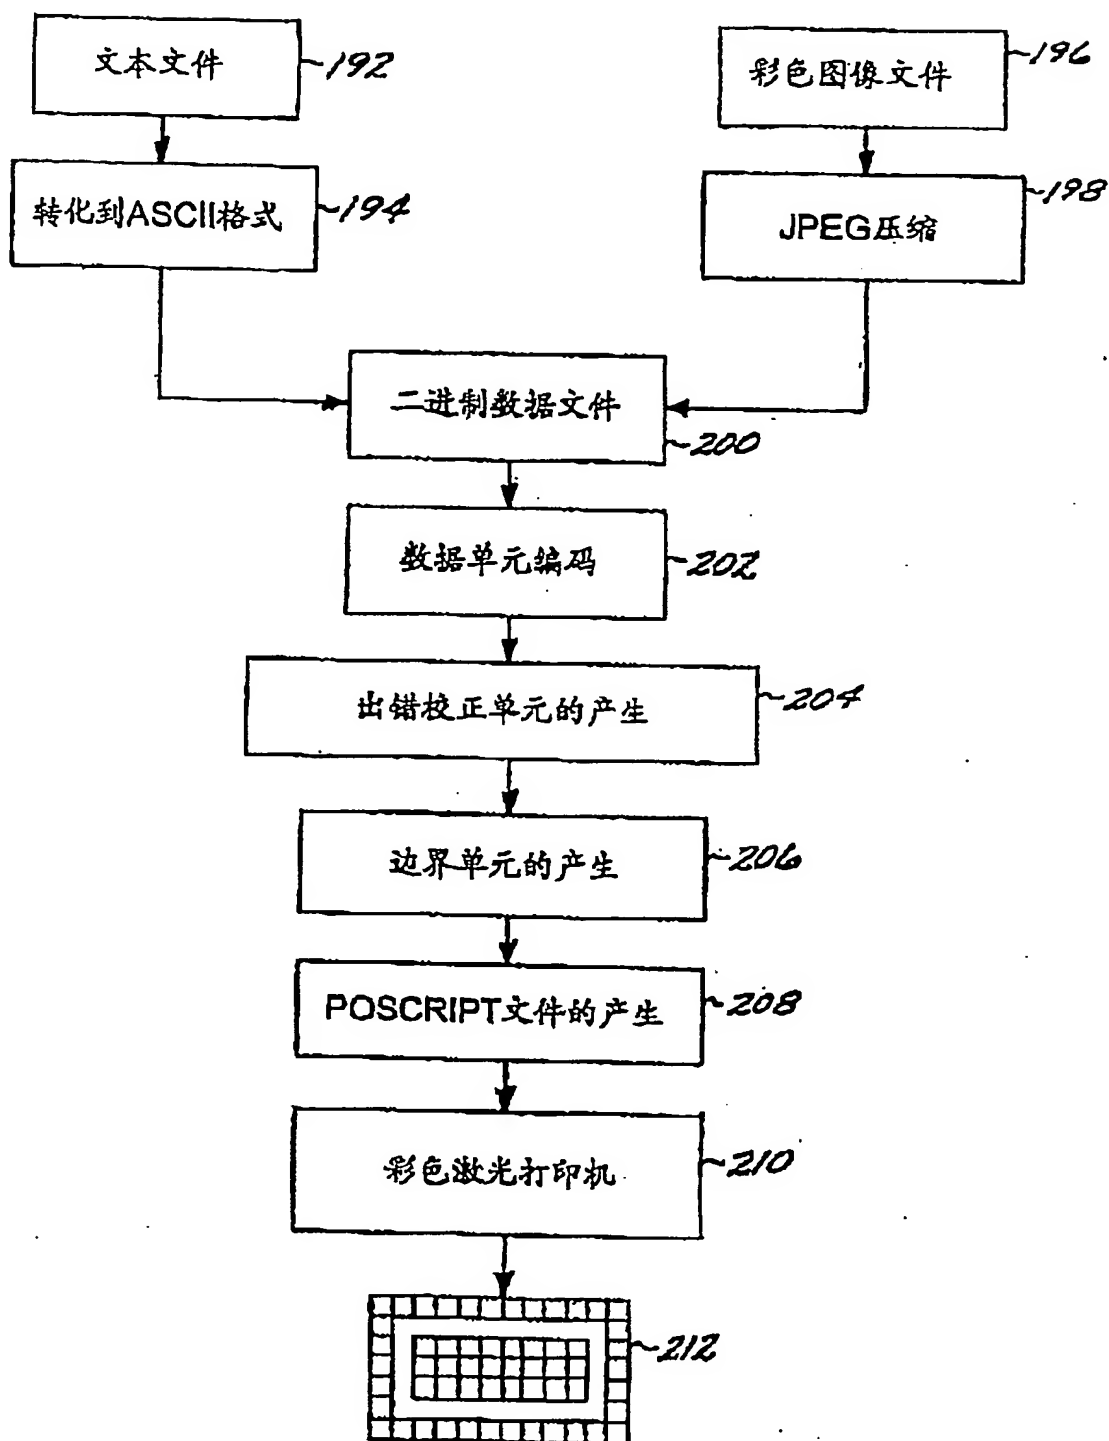 文本文件
192
彩色图像文件
196
转化到ASCII格式
194
JPEG压缩
198
二进制数据文件
200
数据单元编码
202
出错校正单元的产生
204
边界单元的产生
206
POSCRIPT文件的产生
208
彩色激光打印机
210
212